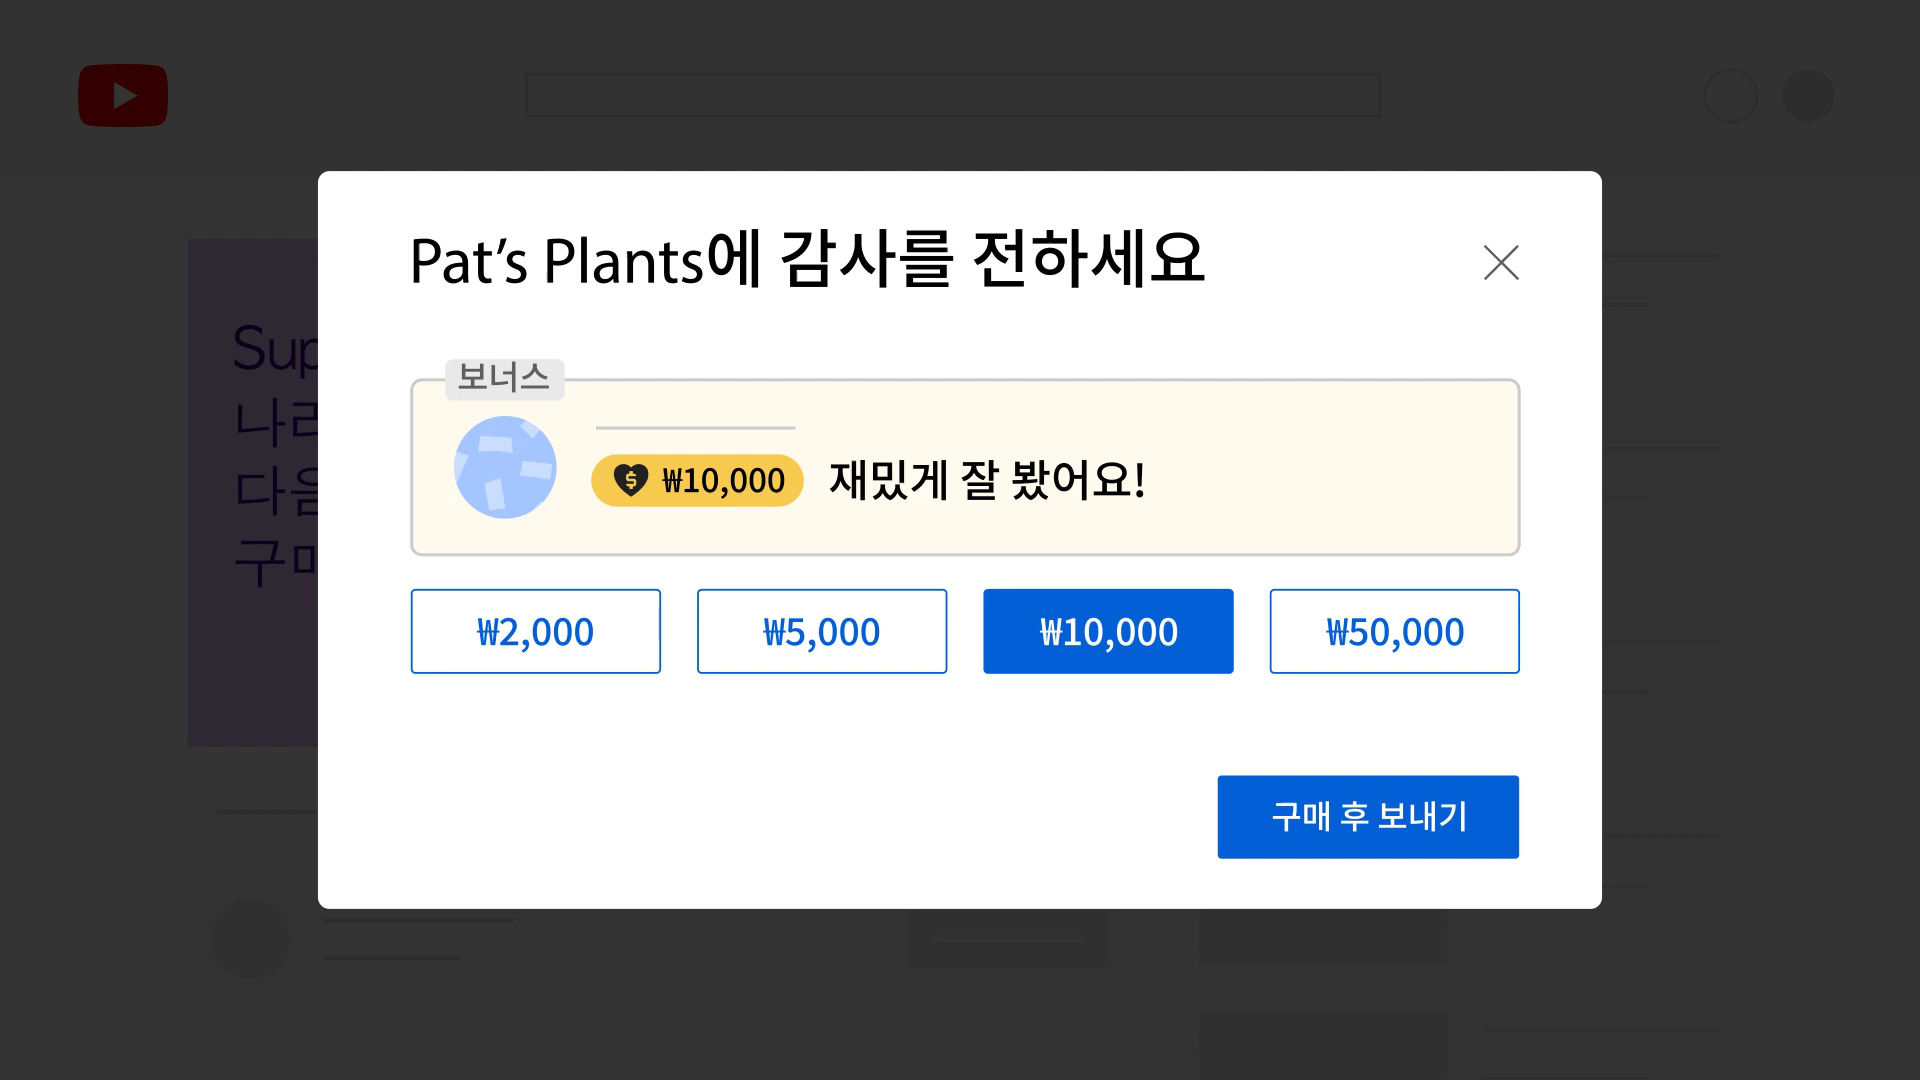 Pat’s Plants에 감사를 전하세요
보너스
₩10,000 재밌게 잘 봤어요!
₩2,000
₩5,000
₩10,000
₩50,000
구매 후 보내기